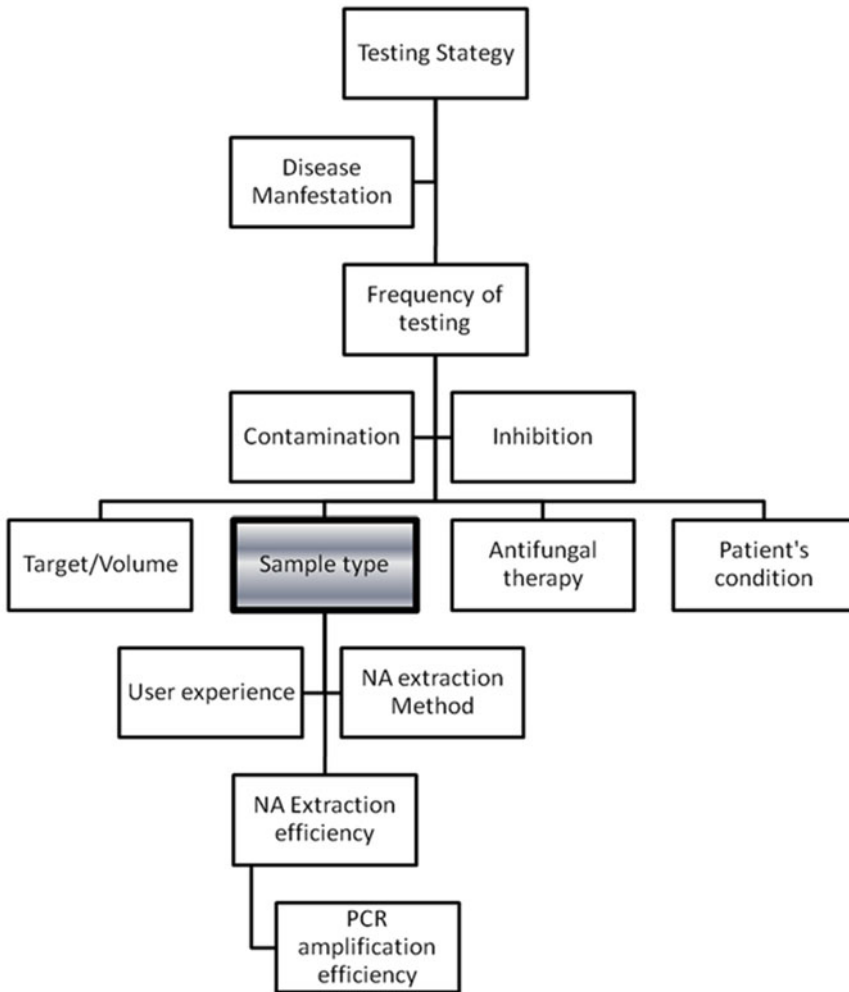 Testing Stategy
Disease
Manfestation
Frequency of
testing
Contamination
Inhibition
Target/Volume
Sample type
Antifungal
therapy
Patient's
condition
User experience
NA extraction
Method
NA Extraction
efficiency
PCR
amplification
efficiency